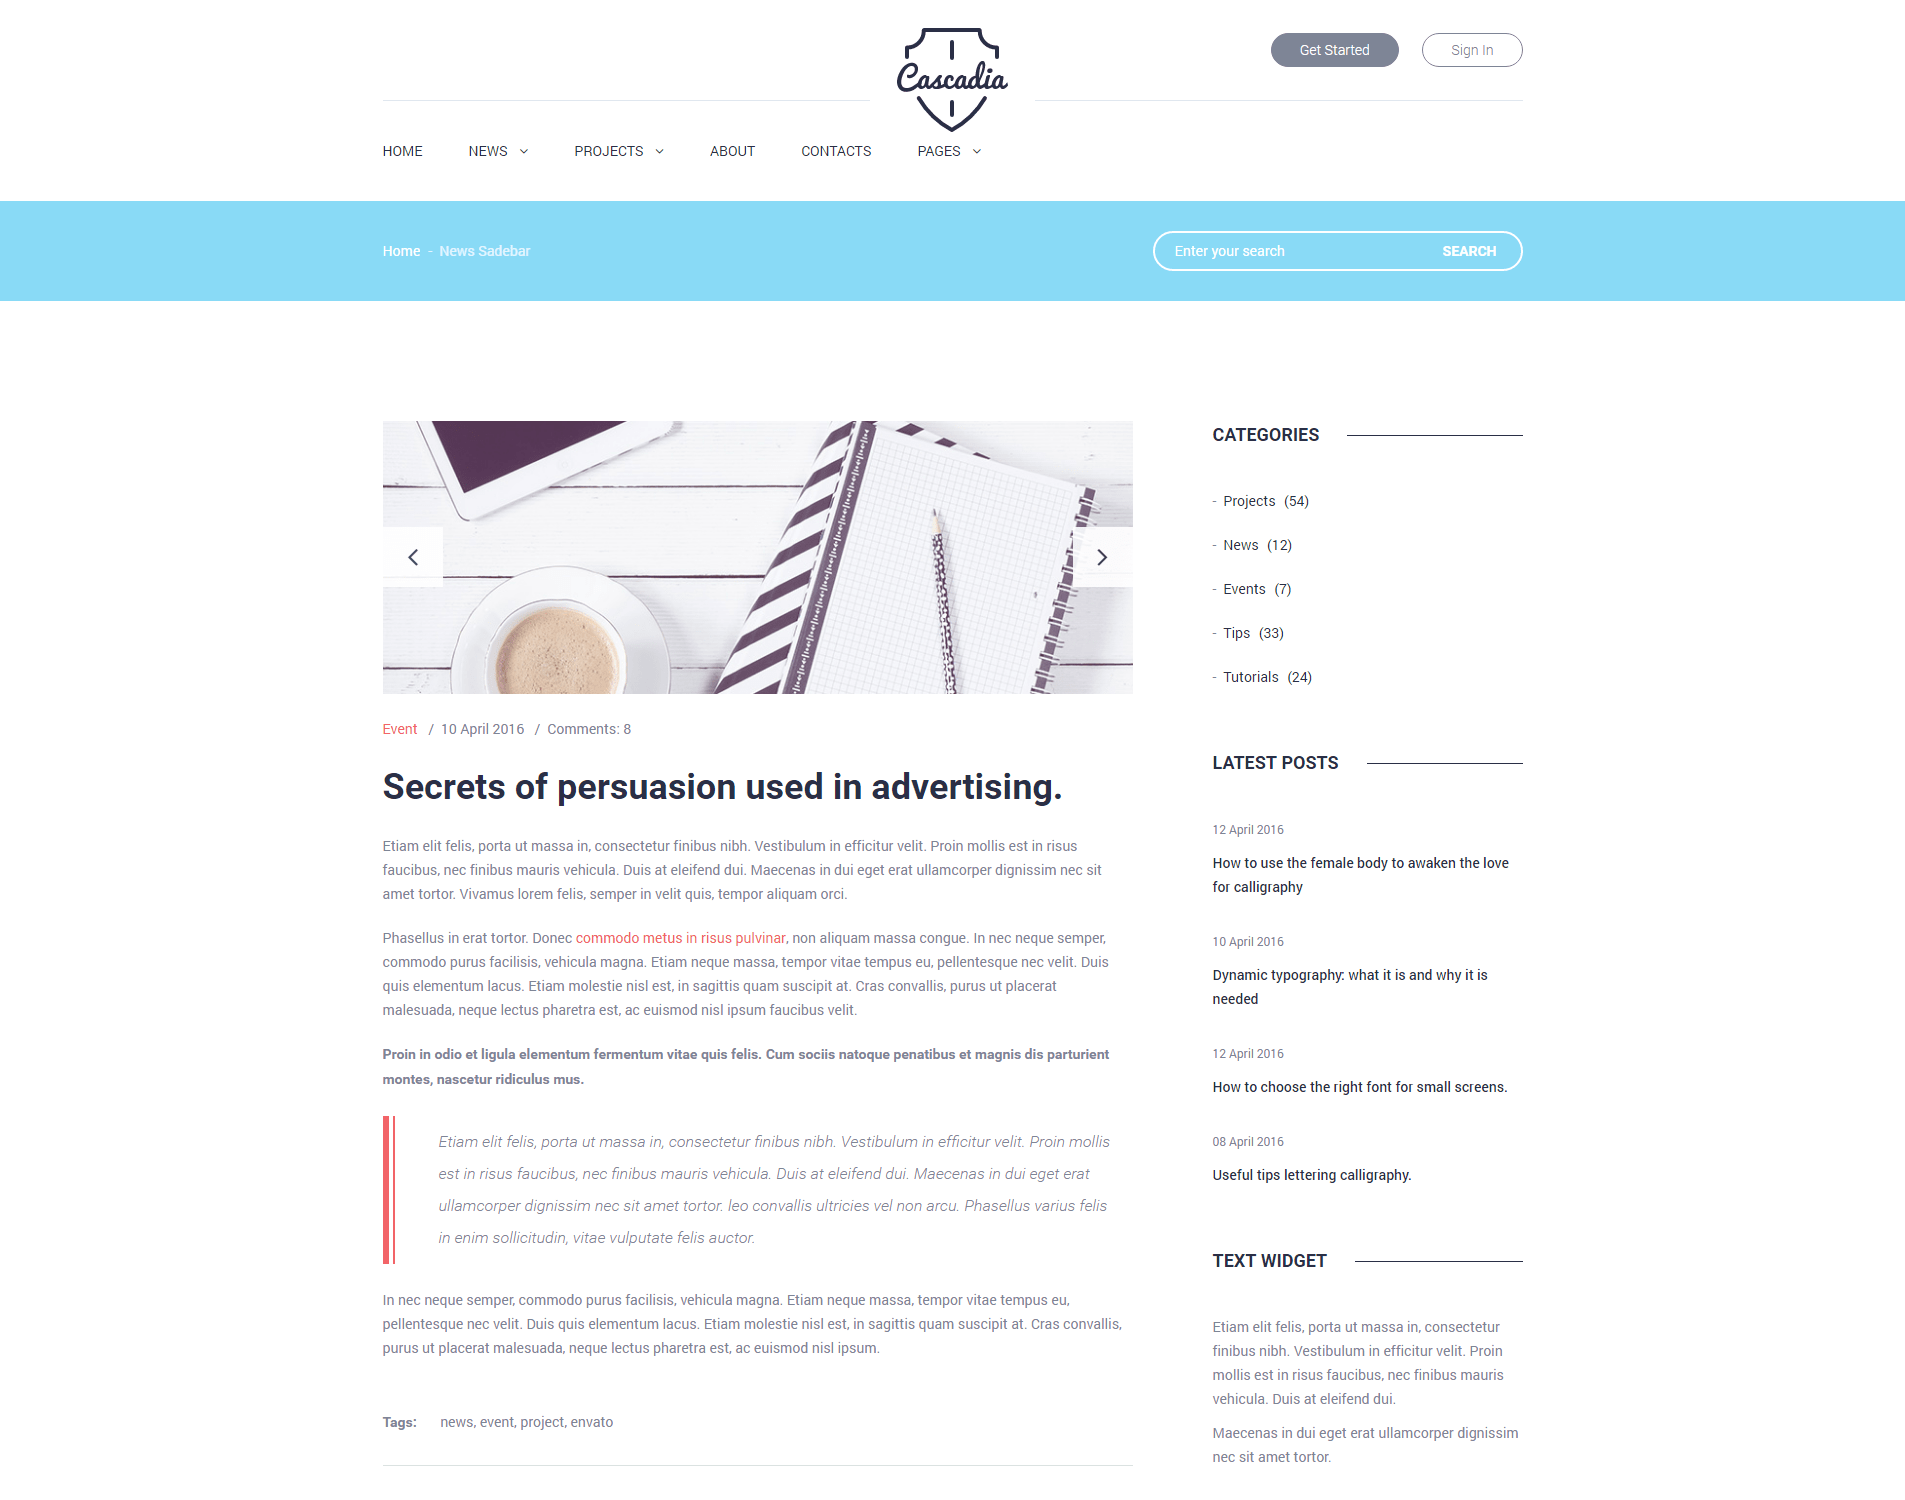 Cascadia
Get Started
Sign In
HOME NEWS PROJECTS ABOUT CONTACTS PAGES
Home - News Sadebar
Enter your search SEARCH
Event / 10 April 2016 / Comments: 8
Secrets of persuasion used in advertising.
Etiam elit felis, porta ut massa in, consectetur finibus nibh. Vestibulum in efficitur velit. Proin mollis est in risus
faucibus, nec finibus mauris vehicula. Duis at eleifend dui. Maecenas in dui eget erat ullamcorper dignissim nec sit
amet tortor. Vivamus lorem felis, semper in velit quis, tempor aliquam orci.
Phasellus in erat tortor. Donec commodo metus in risus pulvinar, non aliquam massa congue. In nec neque semper,
commodo purus facilisis, vehicula magna. Etiam neque massa, tempor vitae tempus eu, pellentesque nec velit. Duis
quis elementum lacus. Etiam molestie nisl est, in sagittis quam suscipit at. Cras convallis, purus ut placerat
malesuada, neque lectus pharetra est, ac euismod nisl ipsum faucibus velit.
Proin in odio et ligula elementum fermentum vitae quis felis. Cum sociis natoque penatibus et magnis dis parturient
montes, nascetur ridiculus mus.
Etiam elit felis, porta ut massa in, consectetur finibus nibh. Vestibulum in efficitur velit. Proin mollis
est in risus faucibus, nec finibus mauris vehicula. Duis at eleifend dui. Maecenas in dui eget erat
ullamcorper dignissim nec sit amet tortor. leo convallis ultricies vel non arcu. Phasellus varius felis
in enim sollicitudin, vitae vulputate felis auctor.
In nec neque semper, commodo purus facilisis, vehicula magna. Etiam neque massa, tempor vitae tempus eu,
pellentesque nec velit. Duis quis elementum lacus. Etiam molestie nisl est, in sagittis quam suscipit at. Cras convallis,
purus ut placerat malesuada, neque lectus pharetra est, ac euismod nisl ipsum.
Tags: news, event, project, envato
CATEGORIES
- Projects (54)
- News (12)
- Events (7)
- Tips (33)
- Tutorials (24)
LATEST POSTS
12 April 2016
How to use the female body to awaken the love
for calligraphy
10 April 2016
Dynamic typography: what it is and why it is
needed
12 April 2016
How to choose the right font for small screens.
08 April 2016
Useful tips lettering calligraphy.
TEXT WIDGET
Etiam elit felis, porta ut massa in, consectetur
finibus nibh. Vestibulum in efficitur velit. Proin
mollis est in risus faucibus, nec finibus mauris
vehicula. Duis at eleifend dui.
Maecenas in dui eget erat ullamcorper dignissim
nec sit amet tortor.